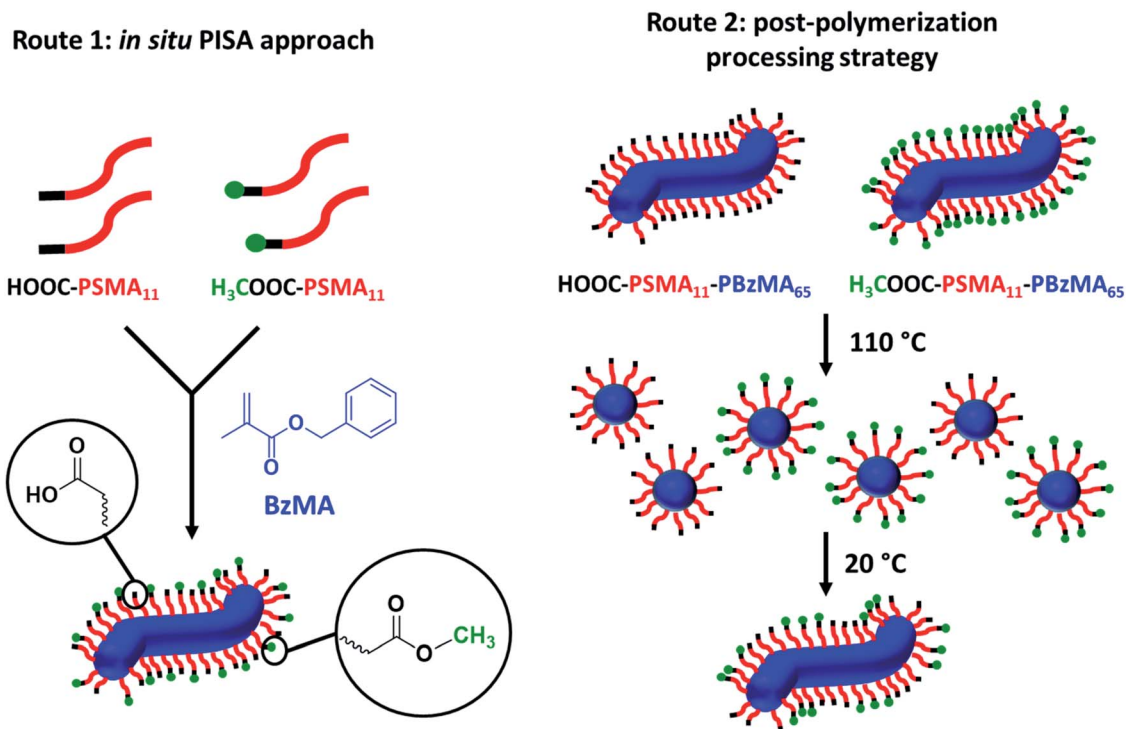 Route 1: in situ PISA approach
HOOC-PSMA₁₁
H₃COOC-PSMA₁₁
BzMA
O
O
HO
O
O
O
CH₃
Route 2: post-polymerization
processing strategy
HOOC-PSMA₁₁-PBzMA₆₅
H₃COOC-PSMA₁₁-PBzMA₆₅
110 °C
20 °C